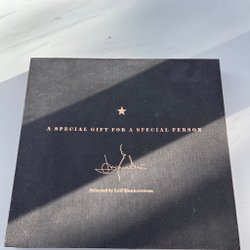 A SPECIAL GIFT FOR A SPECIAL PERSON
Selected by Leif